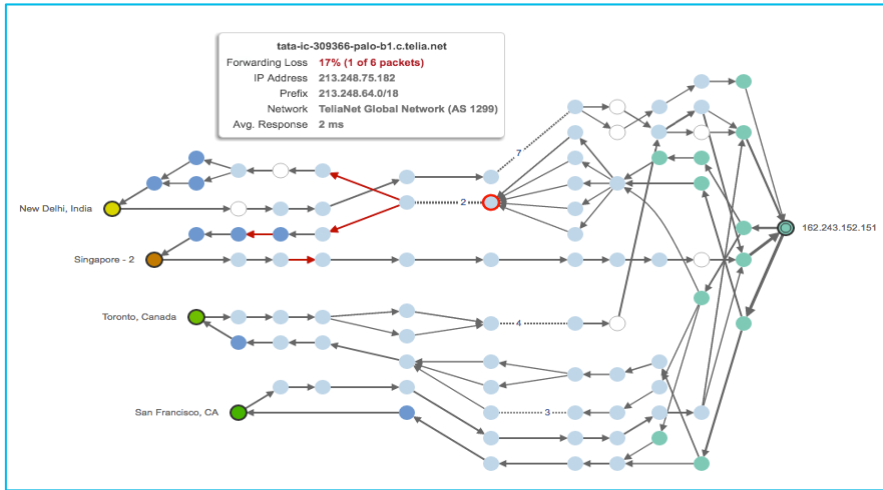 tata-ic-309366-palo-b1.c.telia.net
Forwarding Loss 17% (1 of 6 packets)
IP Address 213.248.75.182
Prefix 213.248.64.0/18
Network TeliaNet Global Network (AS 1299)
Avg. Response 2 ms
7
New Delhi, India
2
162.243.152.151
Singapore - 2
Toronto, Canada
4
San Francisco, CA
3